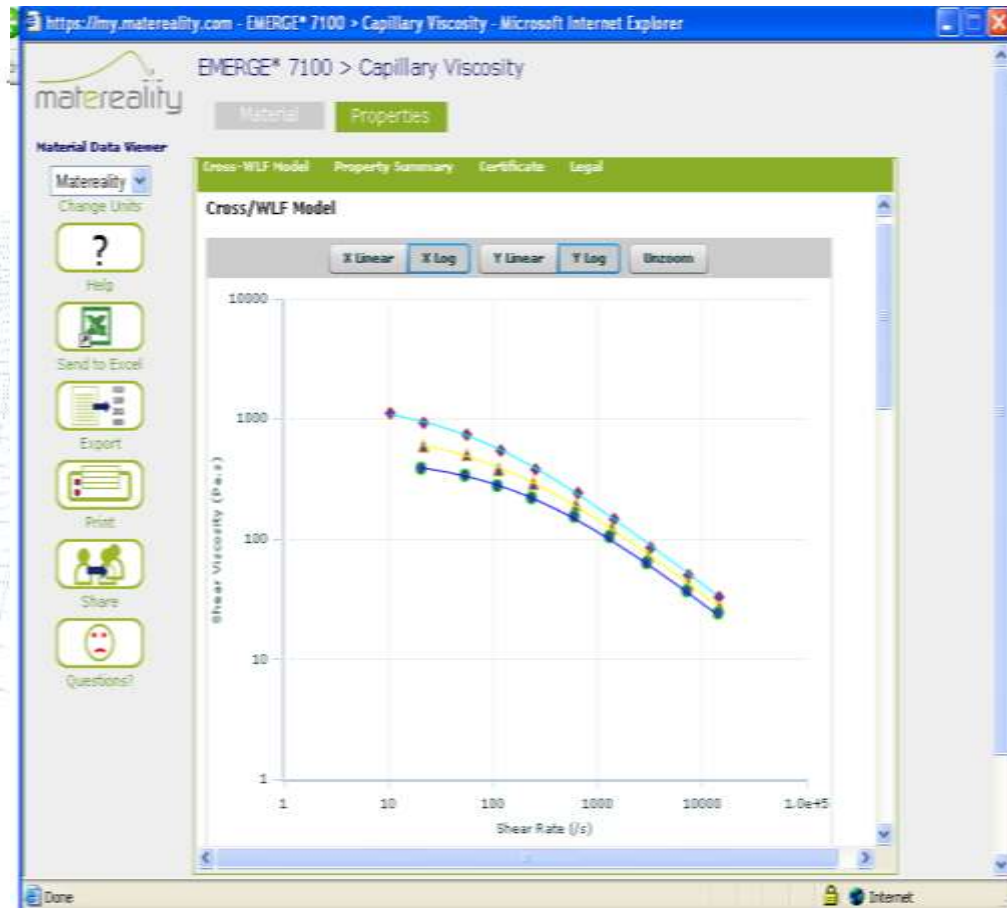 https://my.matereality.com - EMERGE* 7100 > Capillary Viscosity - Microsoft Internet Explorer
matereality
EMERGE* 7100 > Capillary Viscosity
Material
Properties
Material Data Viewer
Cross-WLF Model Property Summary Certificate Legal
Matereality
Change Units
Cross/WLF Model
X Linear X Log Y Linear Y Log Unzoom
?
Help
Send to Excel
Export
Print
Share
Questions?
10000
1000
100
10
1
Shear Viscosity (Pa.s)
1 10 100 1000 10000 1.0e+5
Shear Rate (/s)
Done
Internet